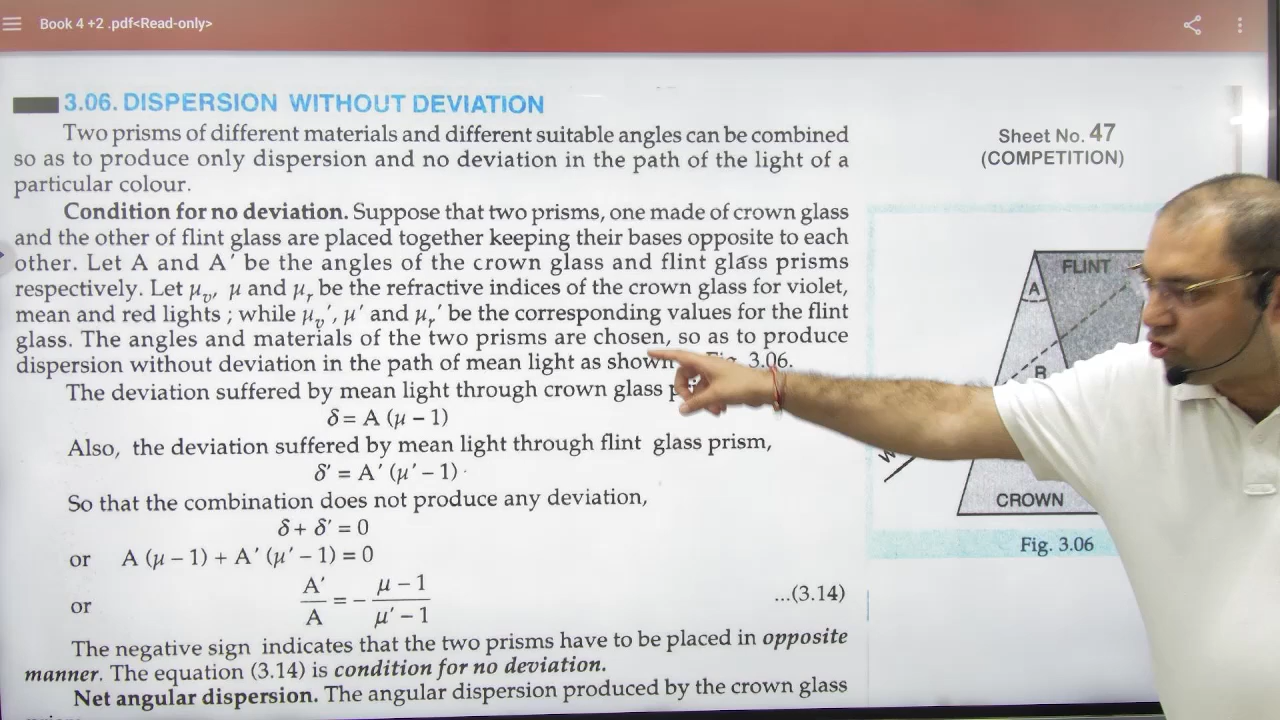 Book 4 +2 .pdf<Read-only>
3.06. DISPERSION WITHOUT DEVIATION
Two prisms of different materials and different suitable angles can be combined
so as to produce only dispersion and no deviation in the path of the light of a
particular colour.
Condition for no deviation. Suppose that two prisms, one made of crown glass
and the other of flint glass are placed together keeping their bases opposite to each
other. Let A and A′ be the angles of the crown glass and flint glass prisms
respectively. Let μᵥ, μ and μᵣ be the refractive indices of the crown glass for violet,
mean and red lights ; while μᵥ′, μ′ and μᵣ′ be the corresponding values for the flint
glass. The angles and materials of the two prisms are chosen, so as to produce
dispersion without deviation in the path of mean light as shown Fig. 3.06.
The deviation suffered by mean light through crown glass
δ = A (μ − 1)
Also, the deviation suffered by mean light through flint glass prism,
δ′ = A′ (μ′ − 1)
So that the combination does not produce any deviation,
δ + δ′ = 0
or A (μ − 1) + A′ (μ′ − 1) = 0
or A′/A = − (μ − 1)/(μ′ − 1) ...(3.14)
The negative sign indicates that the two prisms have to be placed in opposite
manner. The equation (3.14) is condition for no deviation.
Net angular dispersion. The angular dispersion produced by the crown glass
Sheet No. 47
(COMPETITION)
FLINT
A
R
W
CROWN
Fig. 3.06